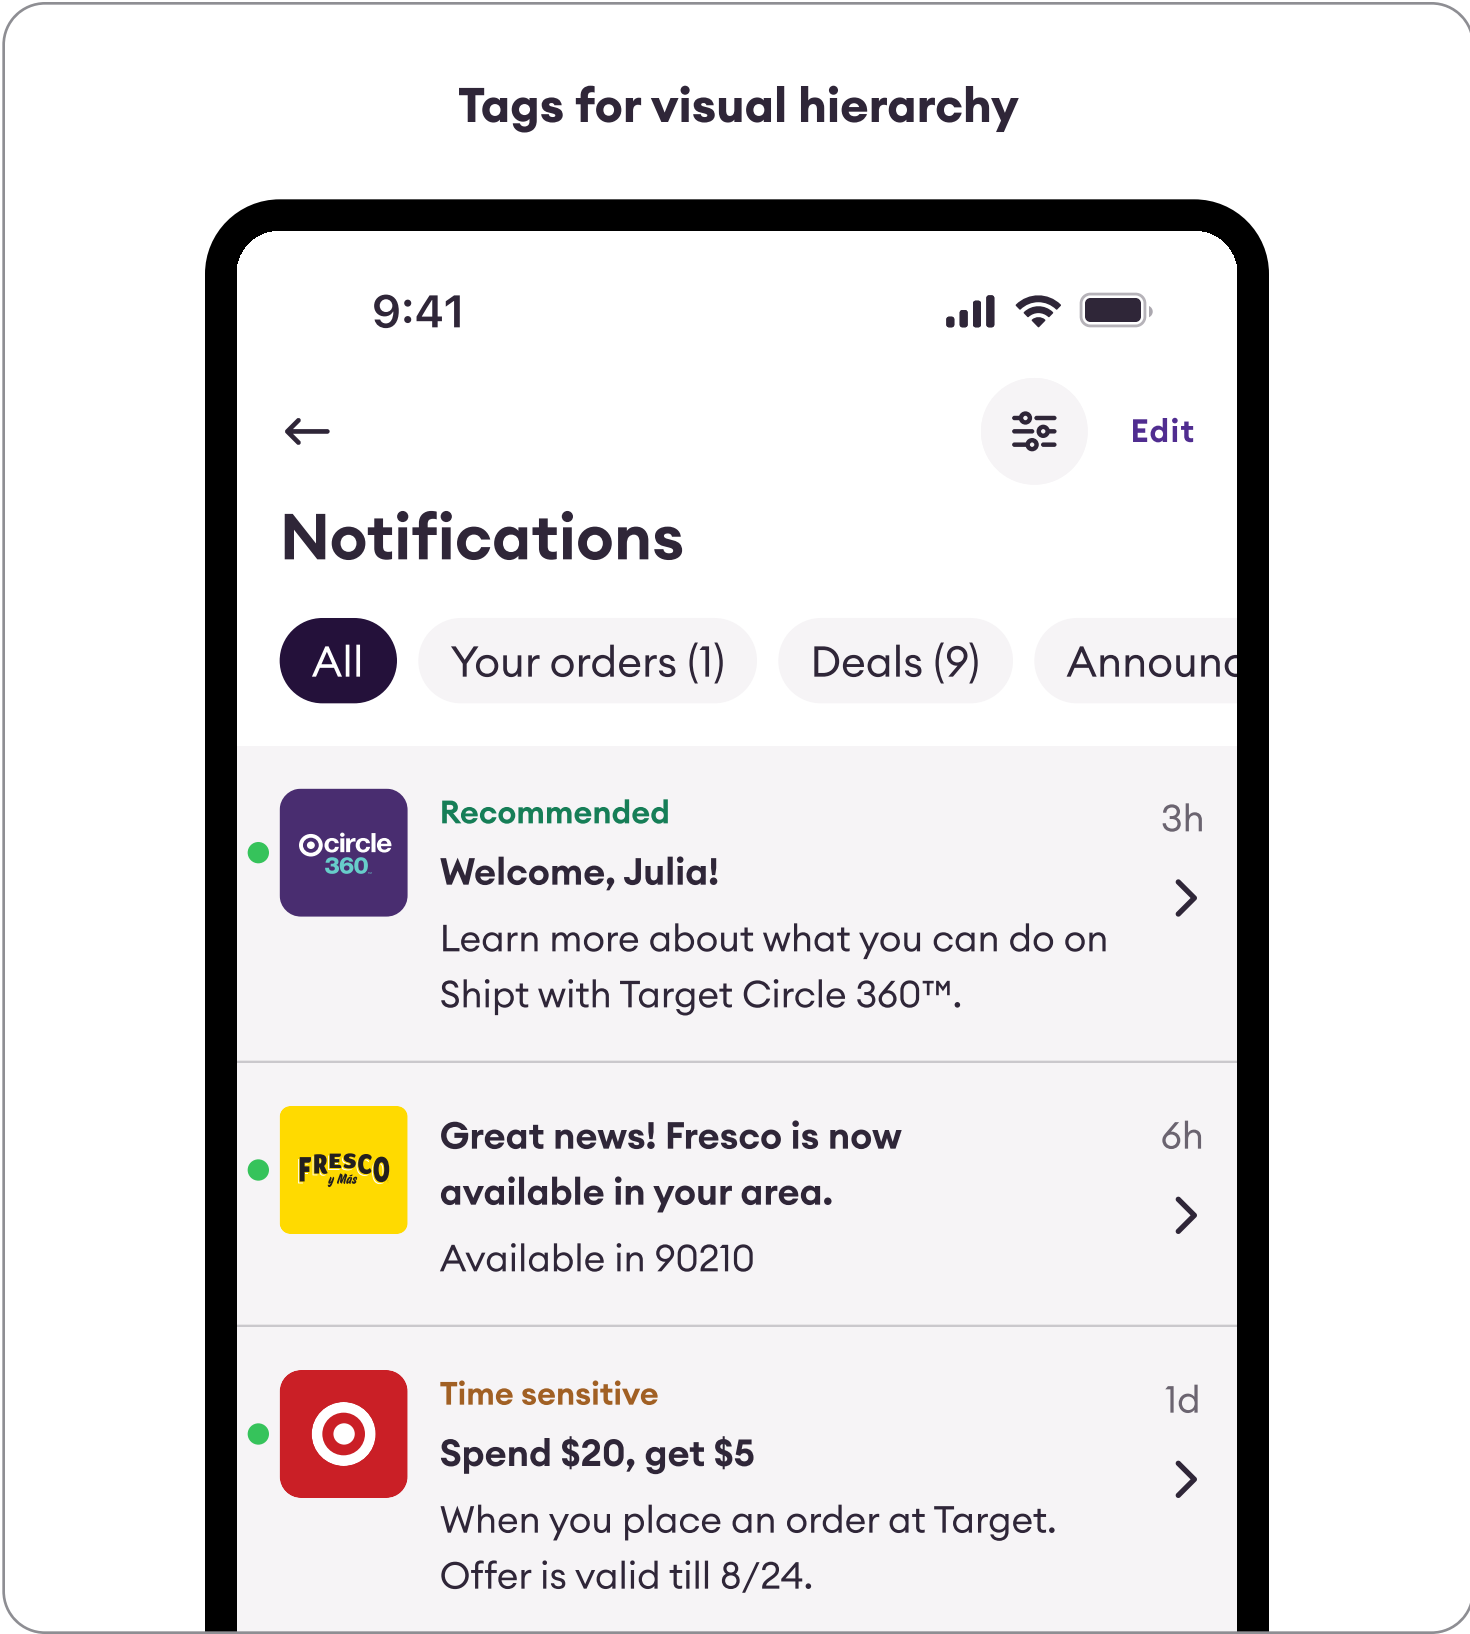 Tags for visual hierarchy
9:41
Edit
Notifications
All
Your orders (1)
Deals (9)
Announc
circle
360
Recommended
3h
Welcome, Julia!
Learn more about what you can do on
Shipt with Target Circle 360™.
FRESCO
y Más
Great news! Fresco is now
6h
available in your area.
Available in 90210
Time sensitive
1d
Spend $20, get $5
When you place an order at Target.
Offer is valid till 8/24.